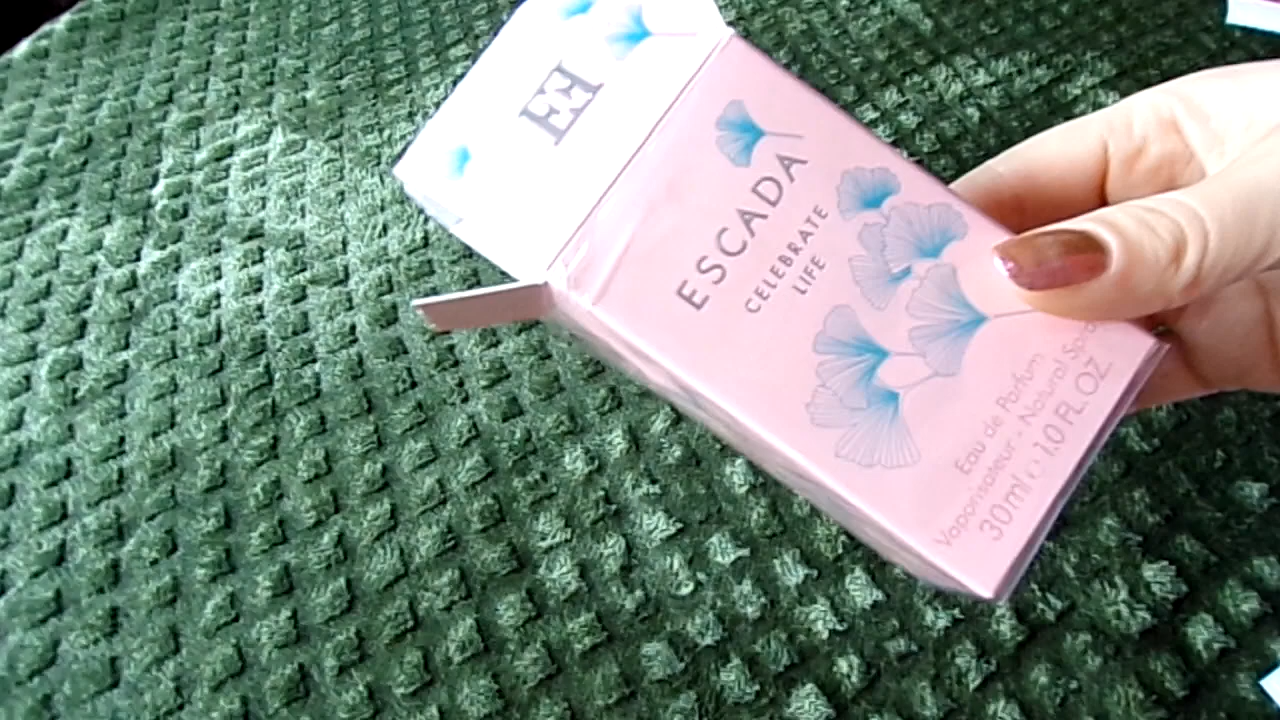 ESCADA
CELEBRATE
LIFE
Eau de Parfum
Vaporisateur - Natural
30ml e 1.0 FL.OZ